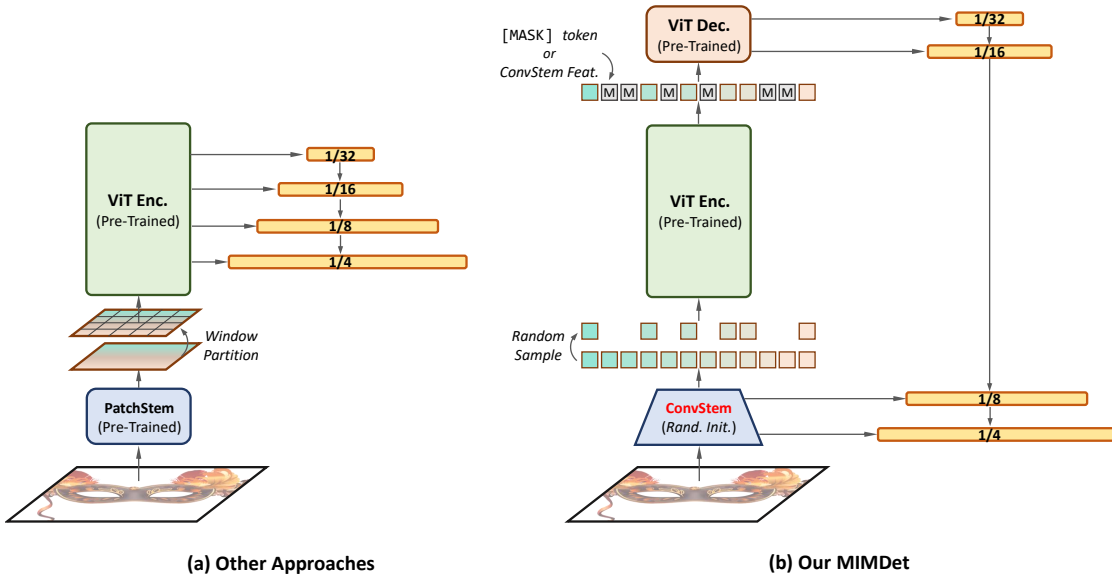 ViT Enc.
(Pre-Trained)
1/32
1/16
1/8
1/4
Window
Partition
PatchStem
(Pre-Trained)
(a) Other Approaches
[MASK] token
or
ConvStem Feat.
ViT Dec.
(Pre-Trained)
1/32
1/16
M M M M M M
ViT Enc.
(Pre-Trained)
Random
Sample
ConvStem
(Rand. Init.)
1/8
1/4
(b) Our MIMDet